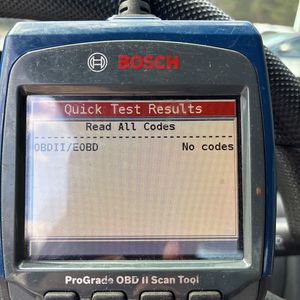 BOSCH
Quick Test Results
Read All Codes
OBDII/EOBD No codes
ProGrade OBD II Scan Tool